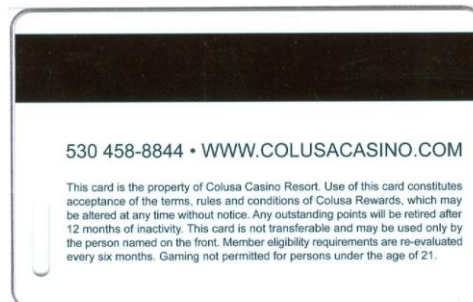 530 458-8844 • WWW.COLUSACASINO.COM
This card is the property of Colusa Casino Resort. Use of this card constitutes
acceptance of the terms, rules and conditions of Colusa Rewards, which may
be altered at any time without notice. Any outstanding points will be retired after
12 months of inactivity. This card is not transferable and may be used only by
the person named on the front. Member eligibility requirements are re-evaluated
every six months. Gaming not permitted for persons under the age of 21.